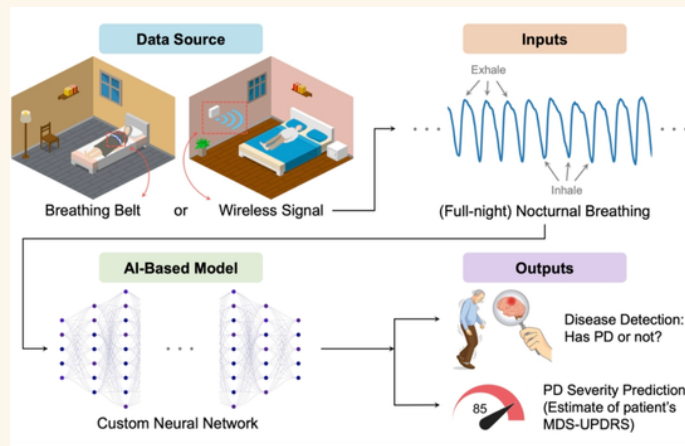 Data Source
Inputs
Exhale
Inhale
Breathing Belt or Wireless Signal
(Full-night) Nocturnal Breathing
AI-Based Model
Outputs
Disease Detection:
Has PD or not?
85
PD Severity Prediction
(Estimate of patient's
MDS-UPDRS)
Custom Neural Network